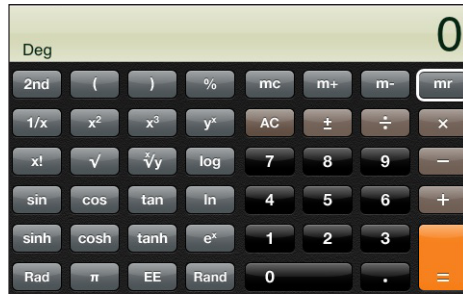 0
Deg
2nd ( ) % mc m+ m- mr
1/x x² x³ yˣ AC ± ÷ ×
x! √ ˣ√y log 7 8 9 −
sin cos tan ln 4 5 6 +
sinh cosh tanh eˣ 1 2 3
Rad π EE Rand 0 . =